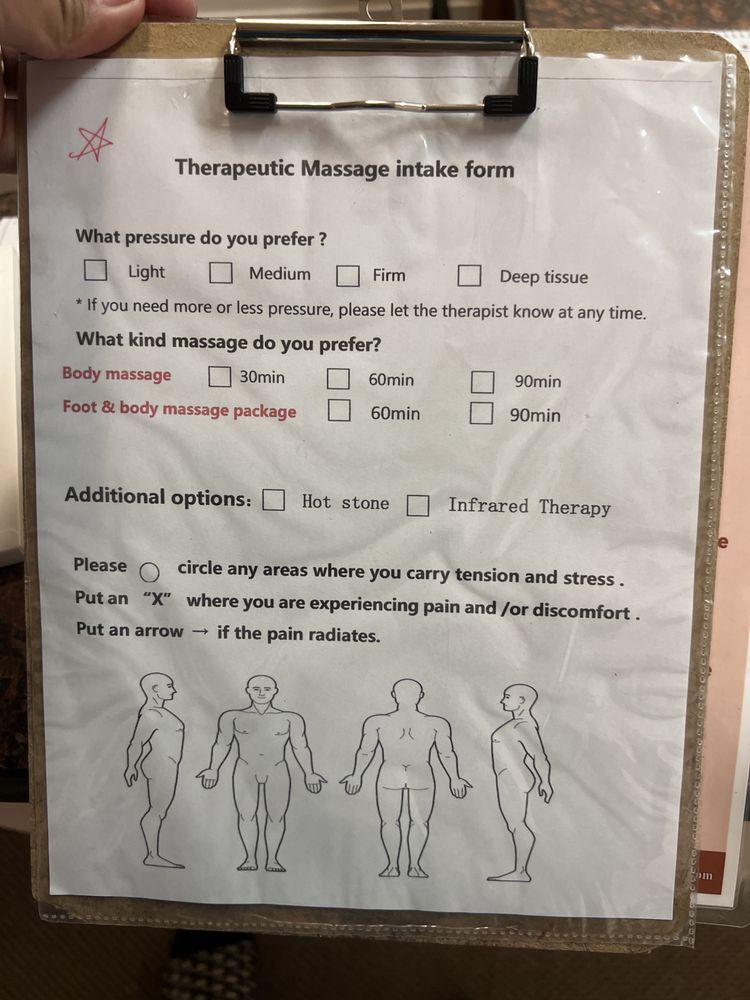 Therapeutic Massage intake form
What pressure do you prefer ?
Light Medium Firm Deep tissue
* If you need more or less pressure, please let the therapist know at any time.
What kind massage do you prefer?
Body massage 30min 60min 90min
Foot & body massage package 60min 90min
Additional options: Hot stone Infrared Therapy
Please circle any areas where you carry tension and stress .
Put an “X” where you are experiencing pain and /or discomfort .
Put an arrow → if the pain radiates.